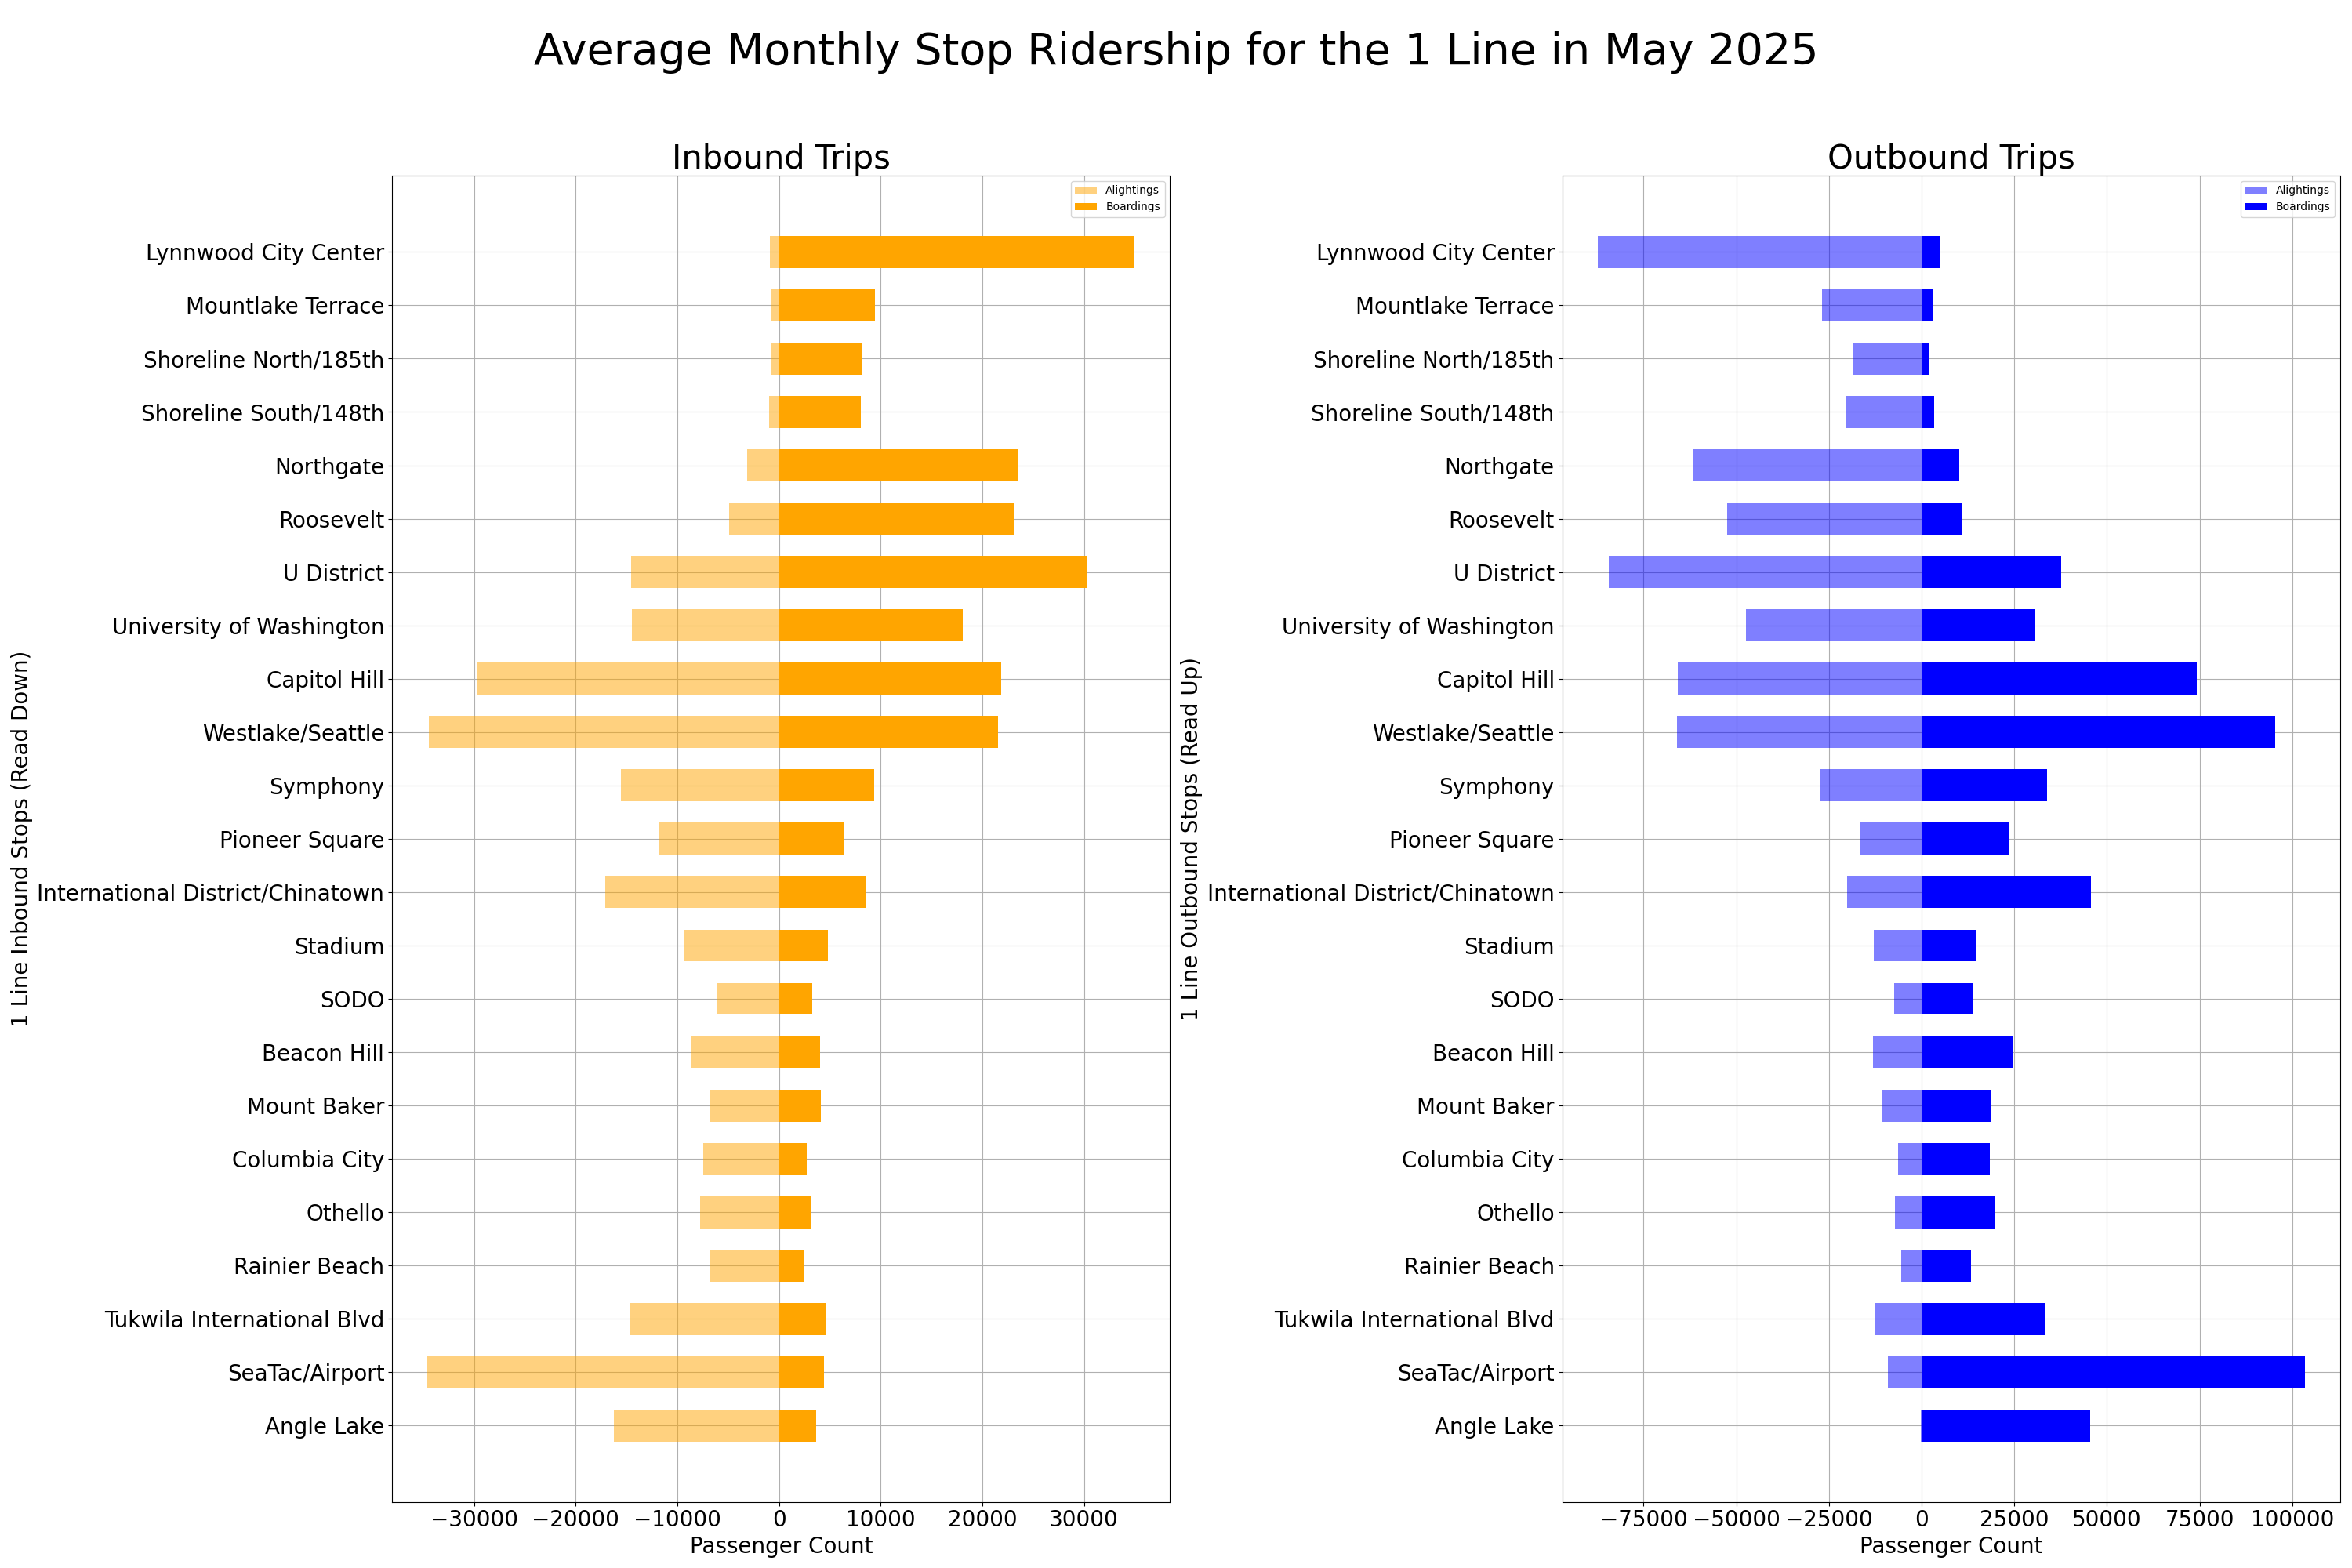 Average Monthly Stop Ridership for the 1 Line in May 2025
Inbound Trips
Alightings
Boardings
1 Line Inbound Stops (Read Down)
Lynnwood City Center
Mountlake Terrace
Shoreline North/185th
Shoreline South/148th
Northgate
Roosevelt
U District
University of Washington
Capitol Hill
Westlake/Seattle
Symphony
Pioneer Square
International District/Chinatown
Stadium
SODO
Beacon Hill
Mount Baker
Columbia City
Othello
Rainier Beach
Tukwila International Blvd
SeaTac/Airport
Angle Lake
−30000 −20000 −10000 0 10000 20000 30000
Passenger Count
Outbound Trips
Alightings
Boardings
1 Line Outbound Stops (Read Up)
Lynnwood City Center
Mountlake Terrace
Shoreline North/185th
Shoreline South/148th
Northgate
Roosevelt
U District
University of Washington
Capitol Hill
Westlake/Seattle
Symphony
Pioneer Square
International District/Chinatown
Stadium
SODO
Beacon Hill
Mount Baker
Columbia City
Othello
Rainier Beach
Tukwila International Blvd
SeaTac/Airport
Angle Lake
−75000 −50000 −25000 0 25000 50000 75000 100000
Passenger Count